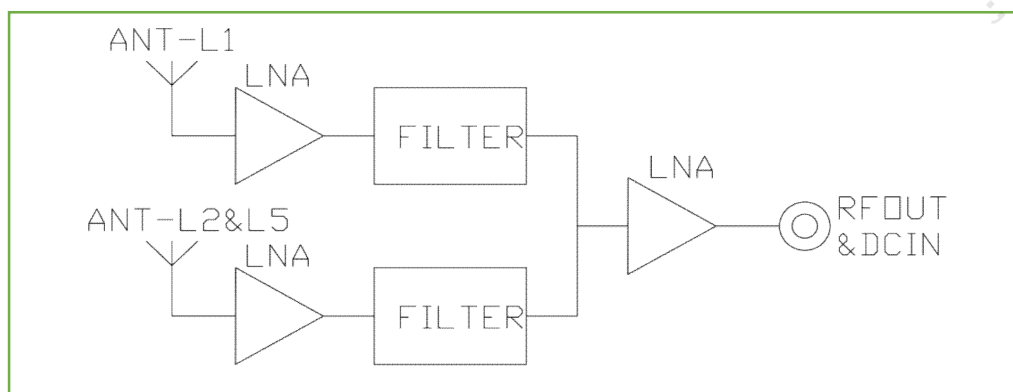 ANT-L1
LNA
FILTER
LNA
ANT-L2&L5
LNA
FILTER
RFOUT
&DCIN